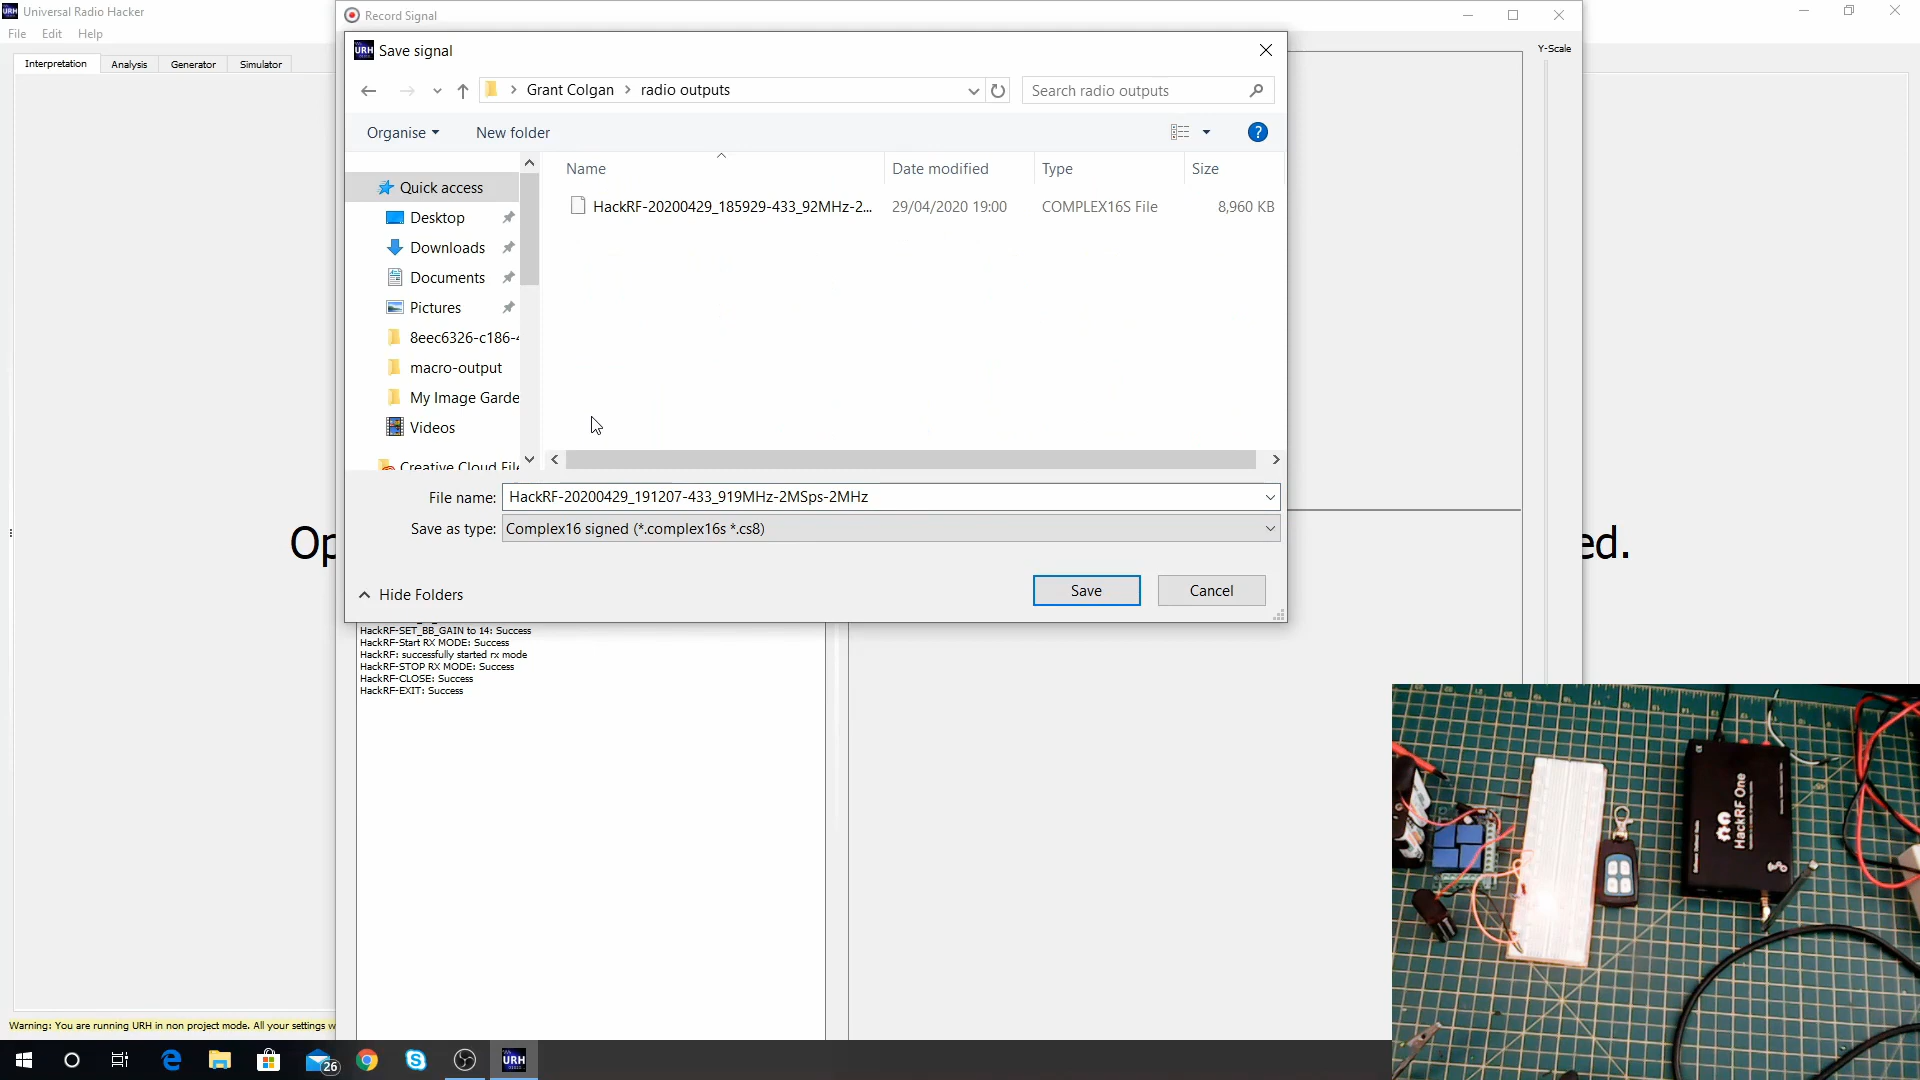 Universal Radio Hacker
File Edit Help
Interpretation Analysis Generator Simulator
Record Signal
Y-Scale
URH Save signal
Grant Colgan radio outputs
Search radio outputs
Organise New folder
?
Name Date modified Type Size
HackRF-20200429_185929-433_92MHz-2... 29/04/2020 19:00 COMPLEX16S File 8,960 KB
Quick access
Desktop
Downloads
Documents
Pictures
8eec6326-c186-4
macro-output
My Image Garde
Videos
Creative Cloud File
File name: HackRF-20200429_191207-433_919MHz-2MSps-2MHz
Save as type: Complex16 signed (*.complex16s *.cs8)
Hide Folders
Save Cancel
Op
ed.
HackRF-SET_BB_GAIN to 14: Success
HackRF-Start RX MODE: Success
HackRF: successfully started rx mode
HackRF-STOP RX MODE: Success
HackRF-CLOSE: Success
HackRF-EXIT: Success
HackRF One
Warning: You are running URH in non project mode. All your settings w
26
URH